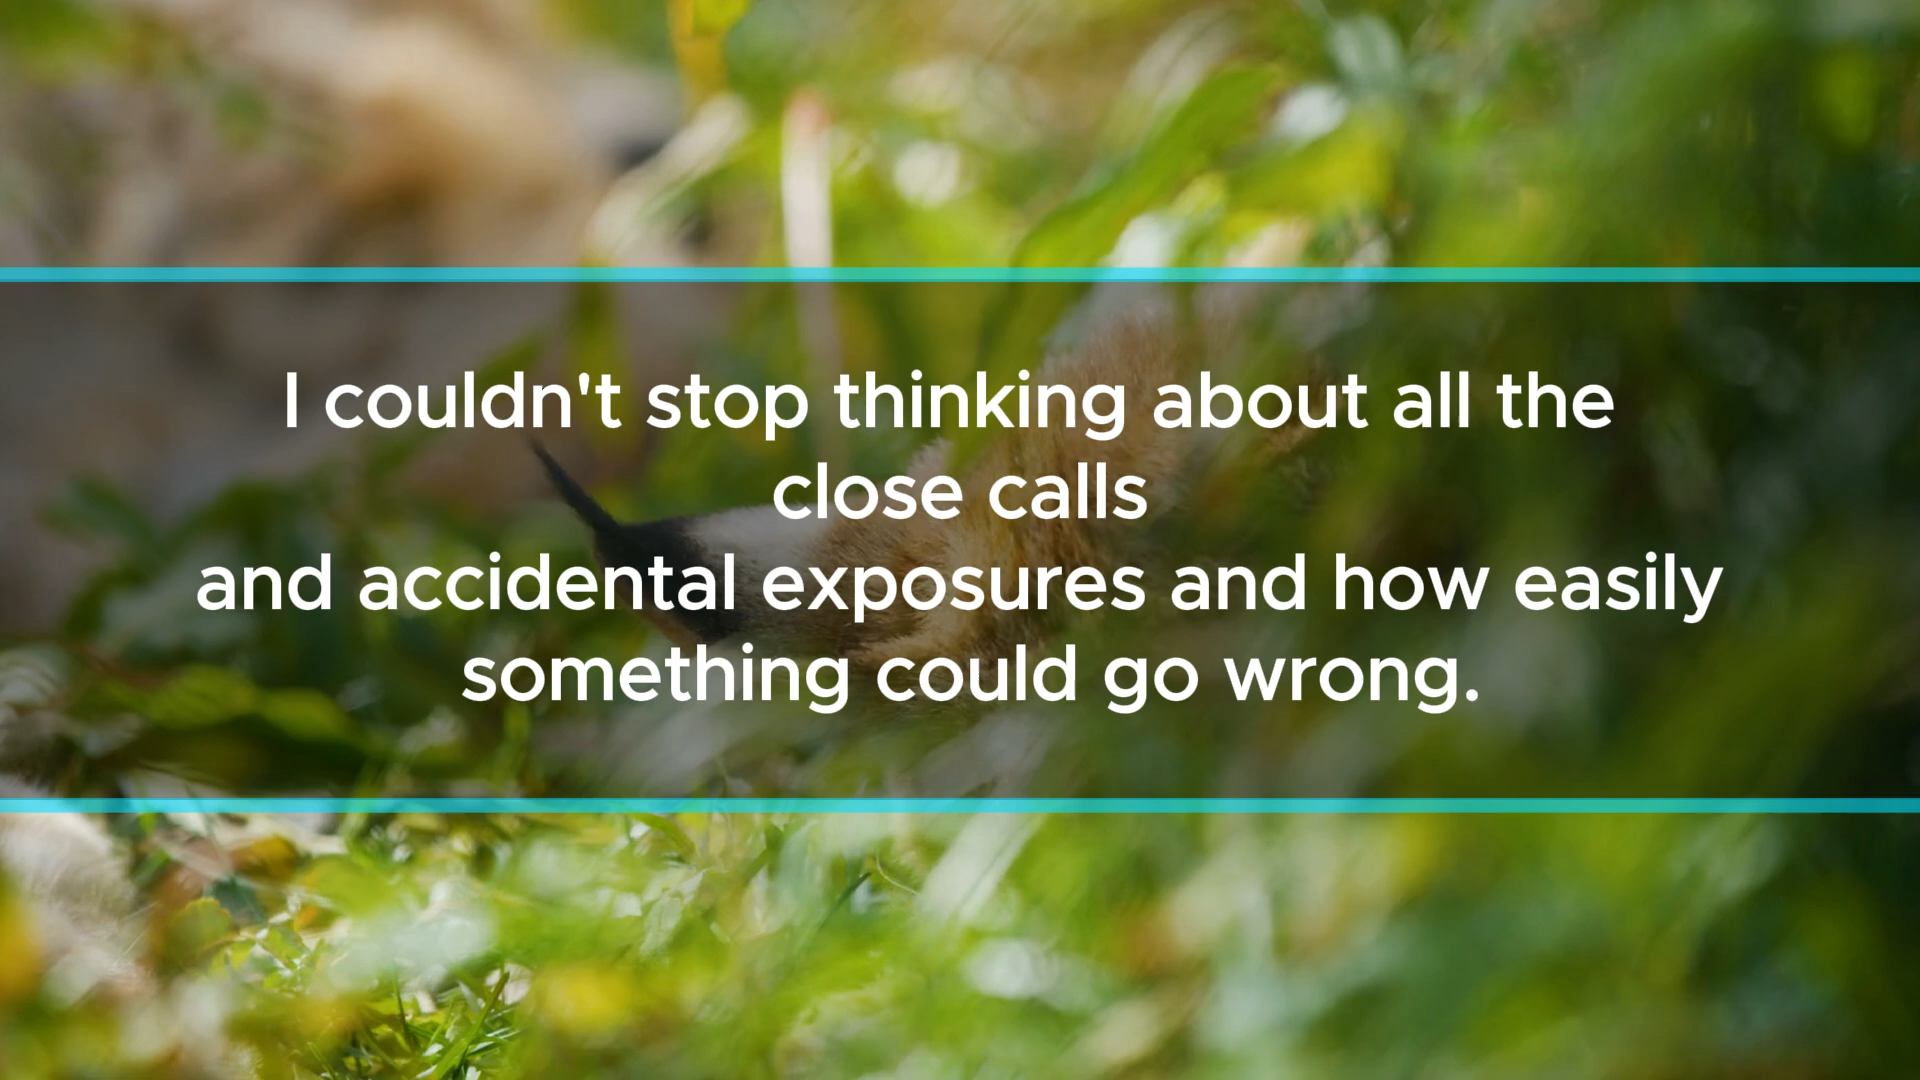 I couldn't stop thinking about all the
close calls
and accidental exposures and how easily
something could go wrong.